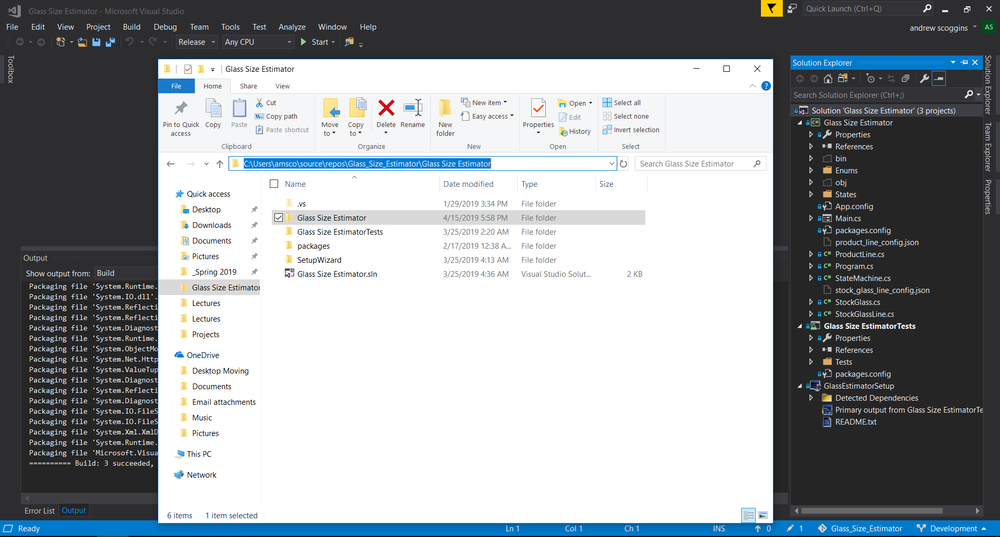 Glass Size Estimator - Microsoft Visual Studio
Quick Launch (Ctrl+Q)
File Edit View Project Build Debug Team Tools Test Analyze Window Help
andrew scoggins AS
Release Any CPU Start
Toolbox
Glass Size Estimator
File Home Share View
Pin to Quick access
Copy
Paste
Cut
Copy path
Paste shortcut
Clipboard
Move to
Copy to
Delete
Rename
Organize
New folder
New item
Easy access
New
Properties
Open
Edit
History
Open
Select all
Select none
Invert selection
Select
C:\Users\amsco\source\repos\Glass_Size_Estimator\Glass Size Estimator
Search Glass Size Estimator
Name Date modified Type Size
.vs 1/29/2019 3:34 PM File folder
Glass Size Estimator 4/15/2019 5:58 PM File folder
Glass Size EstimatorTests 3/25/2019 2:20 AM File folder
packages 2/17/2019 12:38 A... File folder
SetupWizard 3/25/2019 4:13 AM File folder
Glass Size Estimator.sln 3/25/2019 4:36 AM Visual Studio Solut... 2 KB
Quick access
Desktop
Downloads
Documents
Pictures
_Spring 2019
Glass Size Estimator
Lectures
Lectures
Projects
OneDrive
Desktop Moving
Documents
Email attachments
Music
Pictures
This PC
Network
6 items 1 item selected
Output
Show output from: Build
Packaging file 'System.Runtime.
Packaging file 'System.IO.dll'.
Packaging file 'System.Reflecti
Packaging file 'System.Reflecti
Packaging file 'System.Diagnost
Packaging file 'System.Runtime.
Packaging file 'System.ObjectMo
Packaging file 'System.Net.Http
Packaging file 'System.ValueTup
Packaging file 'System.Diagnost
Packaging file 'System.Reflecti
Packaging file 'System.Diagnost
Packaging file 'System.IO.FileS
Packaging file 'System.IO.FileS
Packaging file 'System.Xml.XmlD
Packaging file 'System.Runtime.
Packaging file 'Microsoft.Visua
========== Build: 3 succeeded,
Error List Output
Solution Explorer
Search Solution Explorer (Ctrl+;)
Solution 'Glass Size Estimator' (3 projects)
Glass Size Estimator
Properties
References
bin
Enums
obj
States
App.config
Main.cs
packages.config
product_line_config.json
ProductLine.cs
Program.cs
StateMachine.cs
stock_glass_line_config.json
StockGlass.cs
StockGlassLine.cs
Glass Size EstimatorTests
Properties
References
Tests
packages.config
GlassEstimatorSetup
Detected Dependencies
Primary output from Glass Size EstimatorTe
README.txt
Solution Explorer
Team Explorer
Properties
Ready Ln 1 Col 1 Ch 1 INS 0 1 Glass_Size_Estimator Development